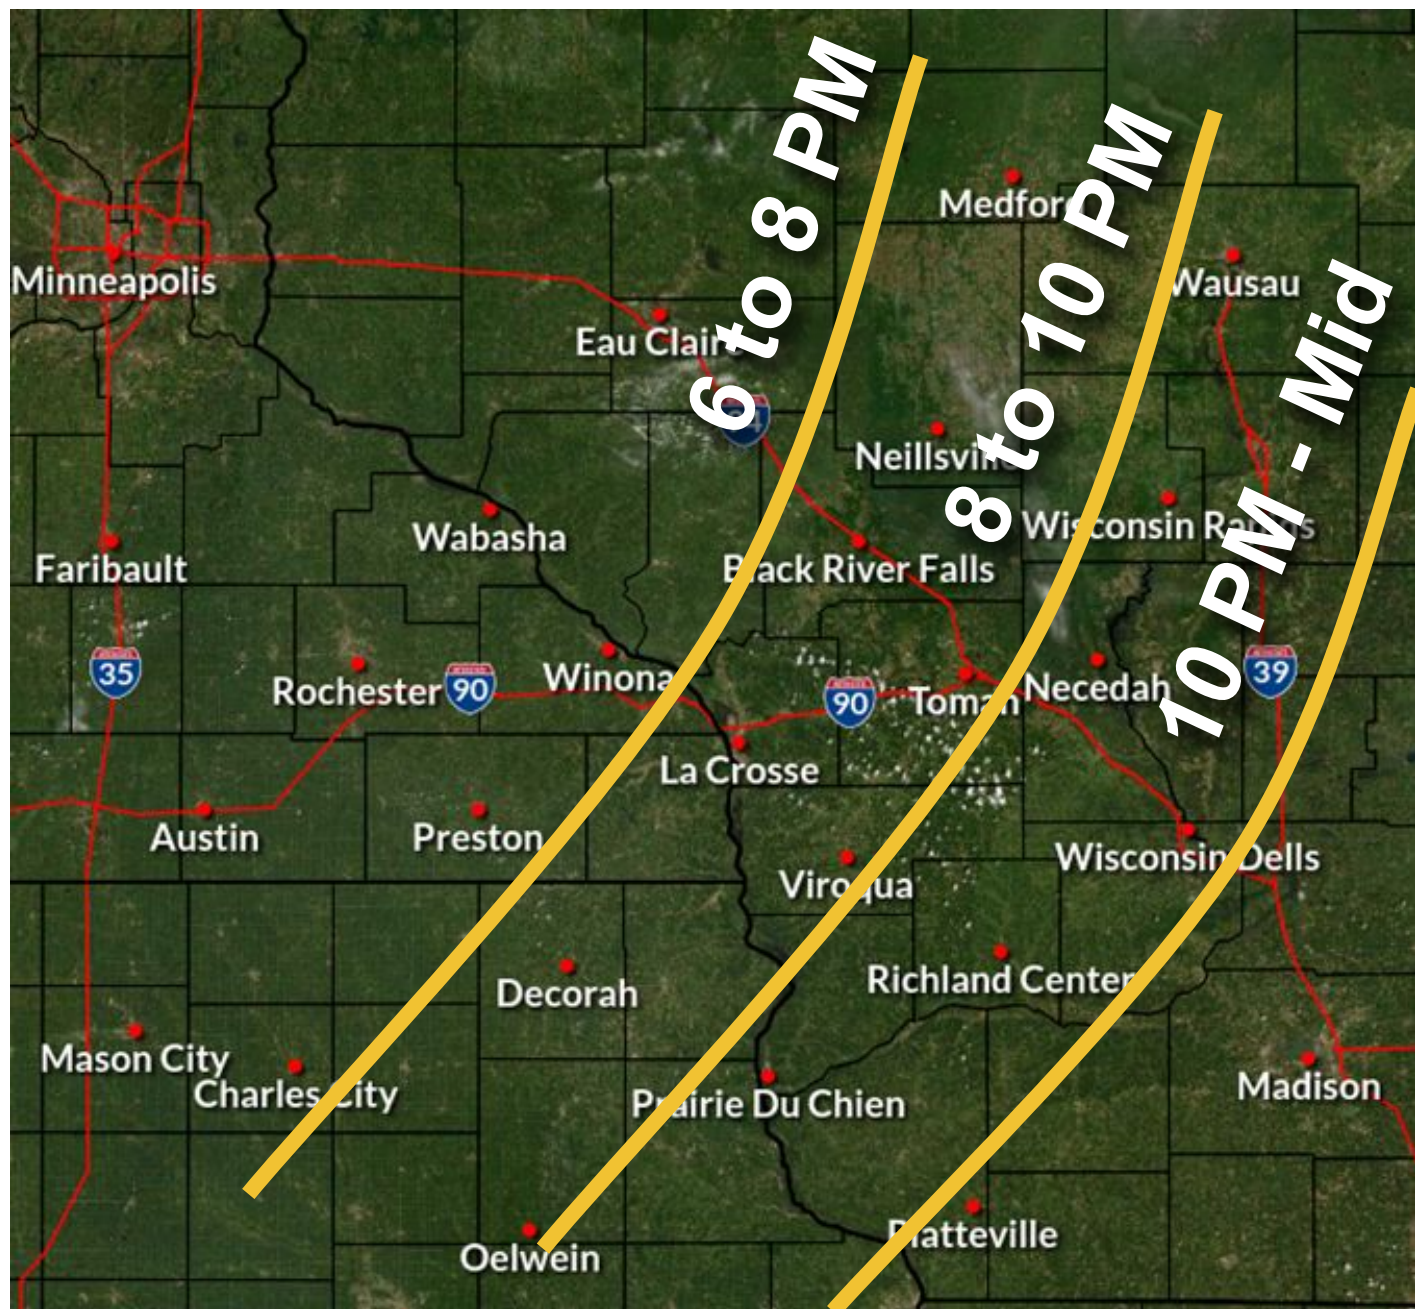 6 to 8 PM
8 to 10 PM
10 PM - Mid
Medford
Minneapolis
Wausau
Eau Claire
94
Neillsville
Wisconsin Rapids
Wabasha
Faribault
Black River Falls
35
Rochester
90
Winona
90
Tomah
Necedah
39
La Crosse
Austin
Preston
Wisconsin Dells
Viroqua
Richland Center
Decorah
Mason City
Charles City
Prairie Du Chien
Madison
Platteville
Oelwein